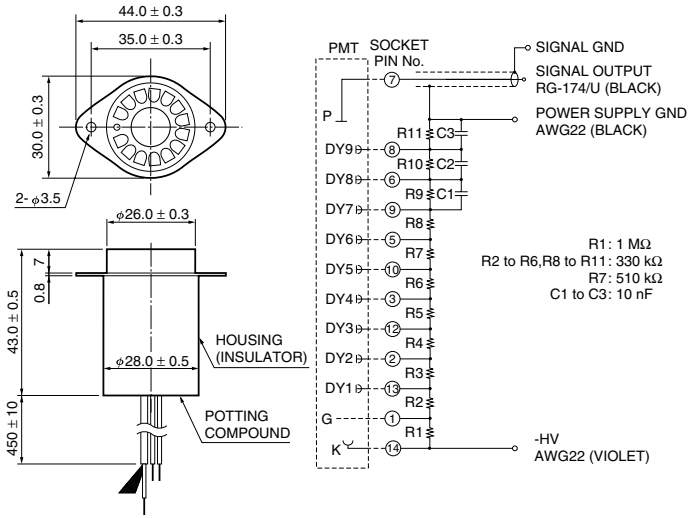 44.0 ± 0.3
35.0 ± 0.3
30.0 ± 0.3
2- φ3.5
φ26.0 ± 0.3
7
0.8
43.0 ± 0.5
HOUSING
(INSULATOR)
φ28.0 ± 0.5
450 ± 10
POTTING
COMPOUND
PMT
SOCKET
PIN No.
SIGNAL GND
SIGNAL OUTPUT
RG-174/U (BLACK)
7
P
POWER SUPPLY GND
AWG22 (BLACK)
R11 C3
DY9 8
R10 C2
DY8 6
R9 C1
DY7 9
R8
DY6 5
R7
DY5 10
R6
DY4 3
R5
DY3 12
R4
DY2 2
R3
DY1 13
R2
G 1
R1
K 14
-HV
AWG22 (VIOLET)
R1: 1 MΩ
R2 to R6,R8 to R11: 330 kΩ
R7: 510 kΩ
C1 to C3: 10 nF